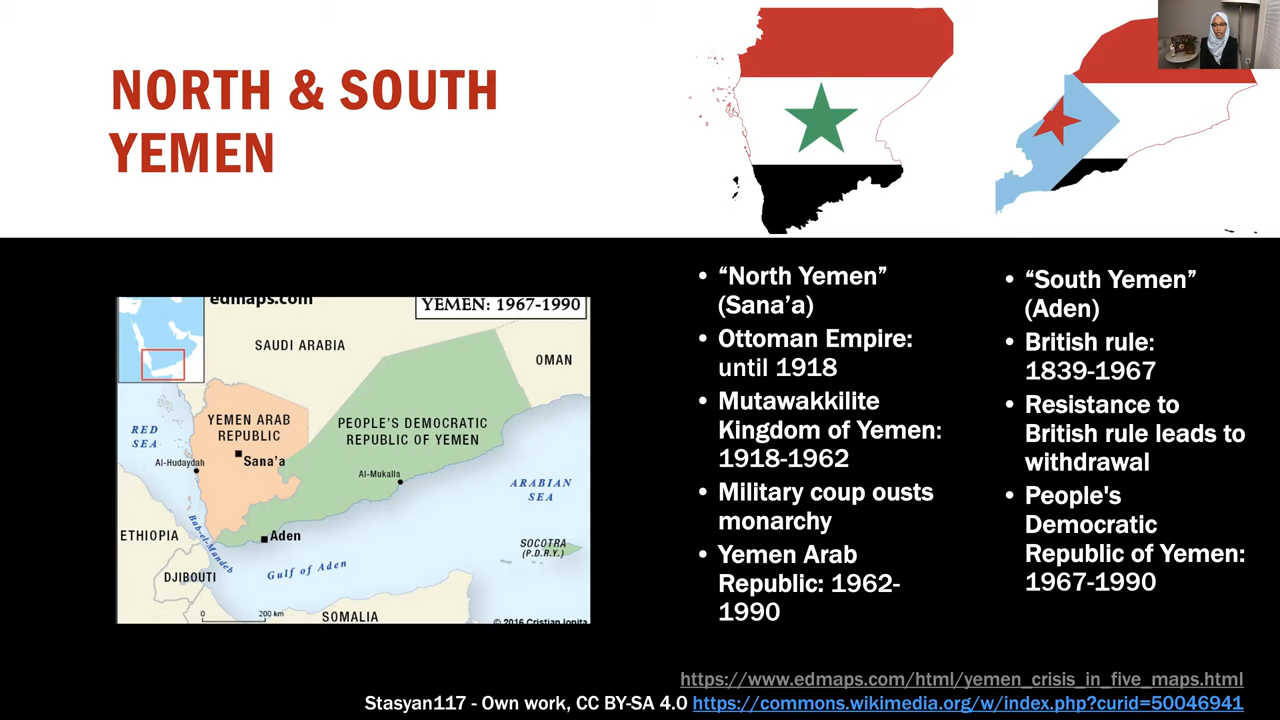 NORTH & SOUTH
YEMEN
edmaps.com
YEMEN: 1967-1990
SAUDI ARABIA
OMAN
YEMEN ARAB
REPUBLIC
PEOPLE'S DEMOCRATIC
REPUBLIC OF YEMEN
RED
SEA
Sana'a
Al-Hudaydah
Al-Mukalla
ARABIAN
SEA
ETHIOPIA
Bab-el-Mandeb
Aden
SOCOTRA
(P.D.R.Y.)
Gulf of Aden
DJIBOUTI
0 200 km
SOMALIA
© 2016 Cristian Ionita
• “North Yemen”
(Sana’a)
• Ottoman Empire:
until 1918
• Mutawakkilite
Kingdom of Yemen:
1918-1962
• Military coup ousts
monarchy
• Yemen Arab
Republic: 1962-
1990
• “South Yemen”
(Aden)
• British rule:
1839-1967
• Resistance to
British rule leads to
withdrawal
• People's
Democratic
Republic of Yemen:
1967-1990
https://www.edmaps.com/html/yemen_crisis_in_five_maps.html
Stasyan117 - Own work, CC BY-SA 4.0 https://commons.wikimedia.org/w/index.php?curid=50046941